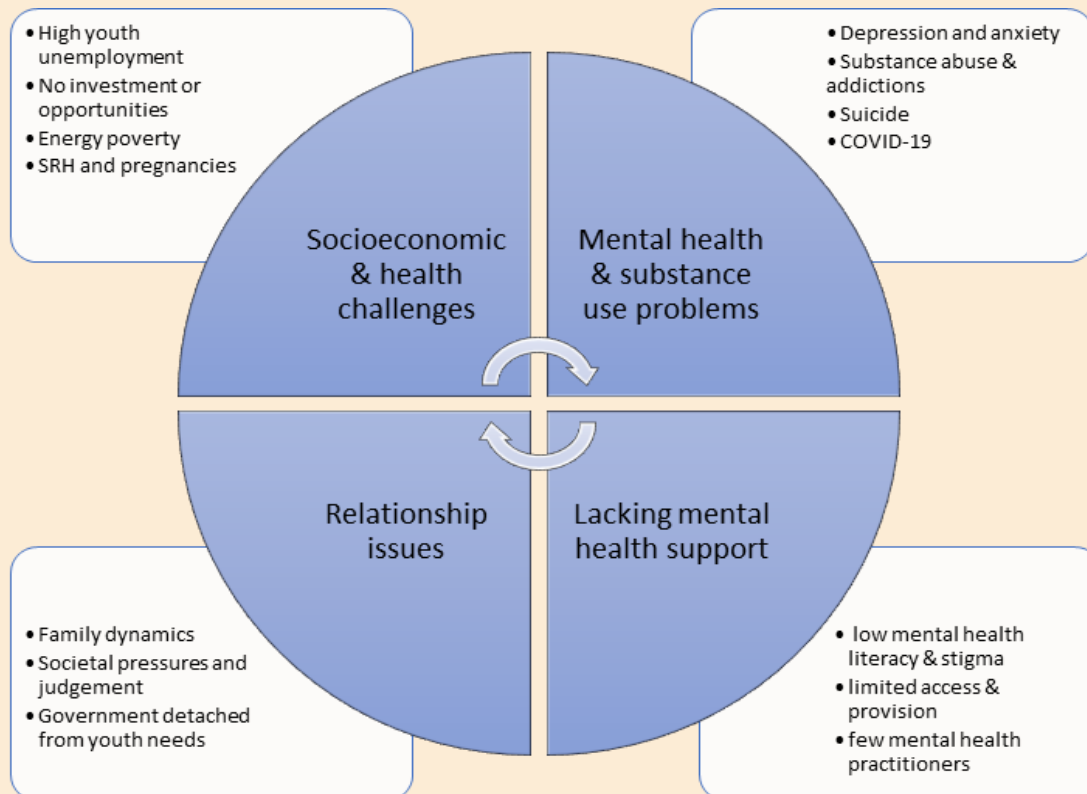 • High youth
unemployment
• No investment or
opportunities
• Energy poverty
• SRH and pregnancies
• Depression and anxiety
• Substance abuse &
addictions
• Suicide
• COVID-19
Socioeconomic
& health
challenges
Mental health
& substance
use problems
Relationship
issues
Lacking mental
health support
• Family dynamics
• Societal pressures and
judgement
• Government detached
from youth needs
• low mental health
literacy & stigma
• limited access &
provision
• few mental health
practitioners